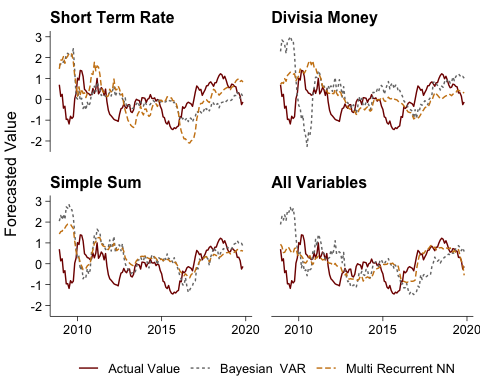 Short Term Rate
Divisia Money
3
2
1
0
-1
-2
Simple Sum
All Variables
3
2
1
0
-1
-2
Forecasted Value
2010 2015 2020
2010 2015 2020
Actual Value Bayesian VAR Multi Recurrent NN